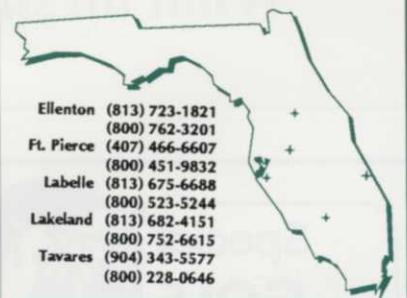 Ellenton (813) 723-1821
(800) 762-3201
Ft. Pierce (407) 466-6607
(800) 451-9832
Labelle (813) 675-6688
(800) 523-5244
Lakeland (813) 682-4151
(800) 752-6615
Tavares (904) 343-5577
(800) 228-0646